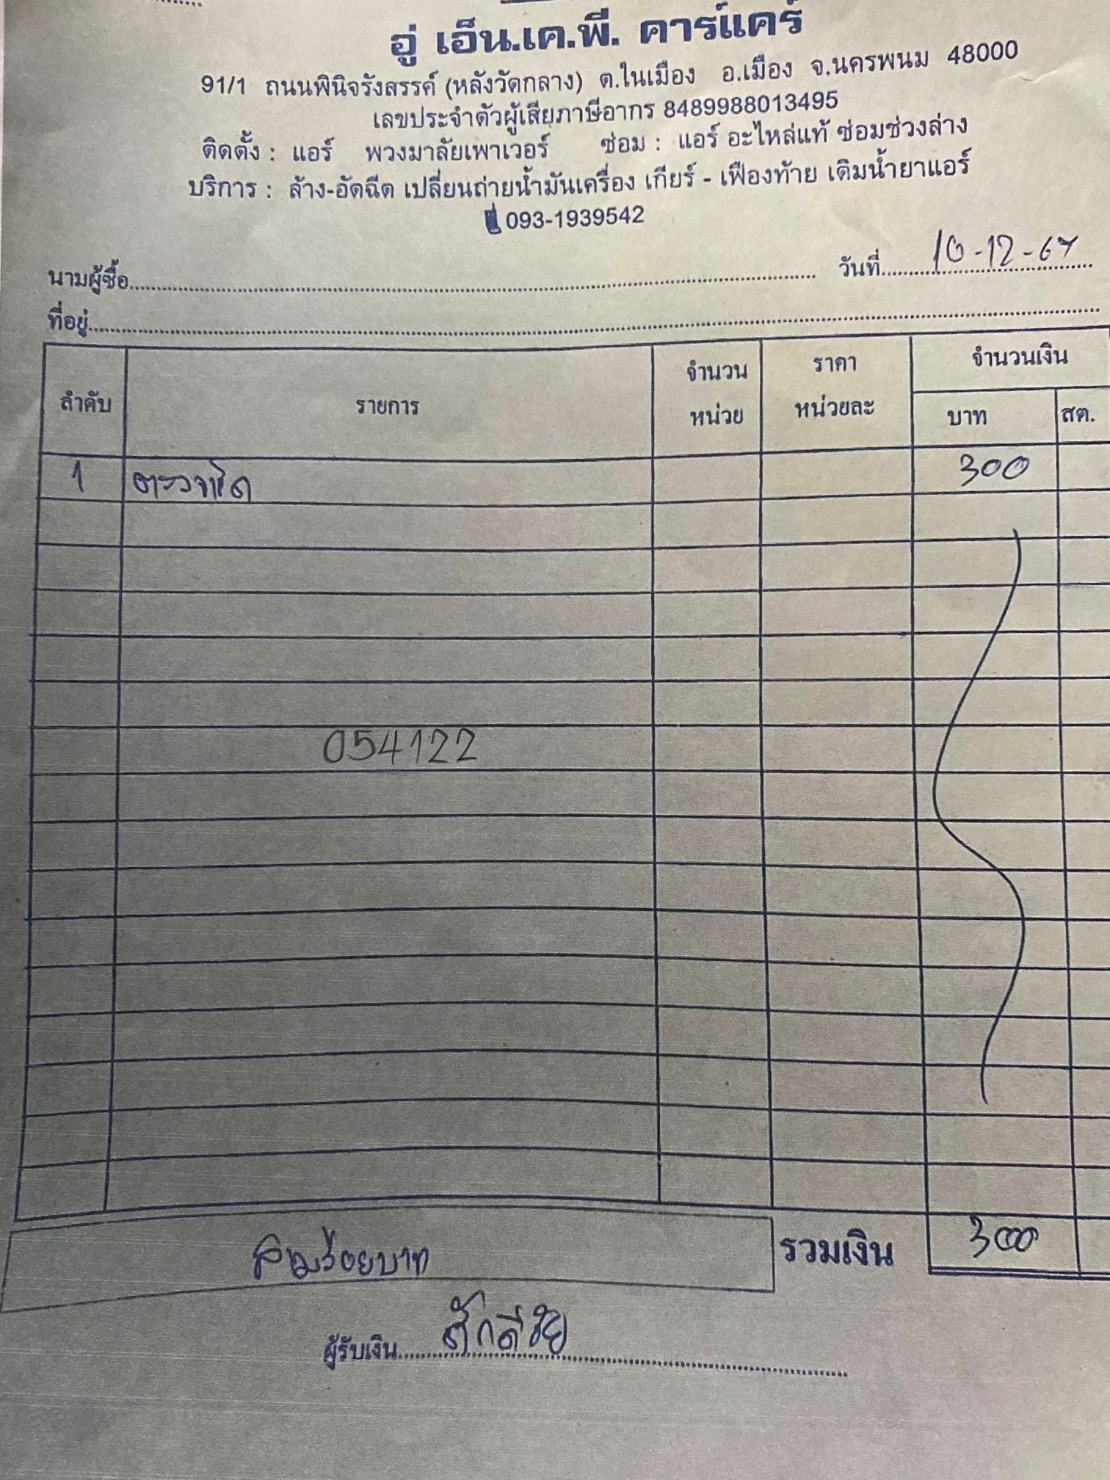 อู่ เอ็น.เค.พี. คาร์แคร์
91/1 ถนนพินิจรังสรรค์ (หลังวัดกลาง) ต.ในเมือง อ.เมือง จ.นครพนม 48000
เลขประจำตัวผู้เสียภาษีอากร 8489988013495
ติดตั้ง : แอร์ พวงมาลัยเพาเวอร์ ซ่อม : แอร์ อะไหล่แท้ ซ่อมช่วงล่าง
บริการ : ล้าง-อัดฉีด เปลี่ยนถ่ายน้ำมันเครื่อง เกียร์ - เฟืองท้าย เติมน้ำยาแอร์
093-1939542
นามผู้ซื้อ วันที่ 10-12-67
ที่อยู่
ลำดับ รายการ จำนวนหน่วย ราคาหน่วยละ จำนวนเงิน
บาท สต.
1 ตรวจเช็ค 300
054122
สามร้อยบาท รวมเงิน 300
ผู้รับเงิน ศักดิ์ชัย